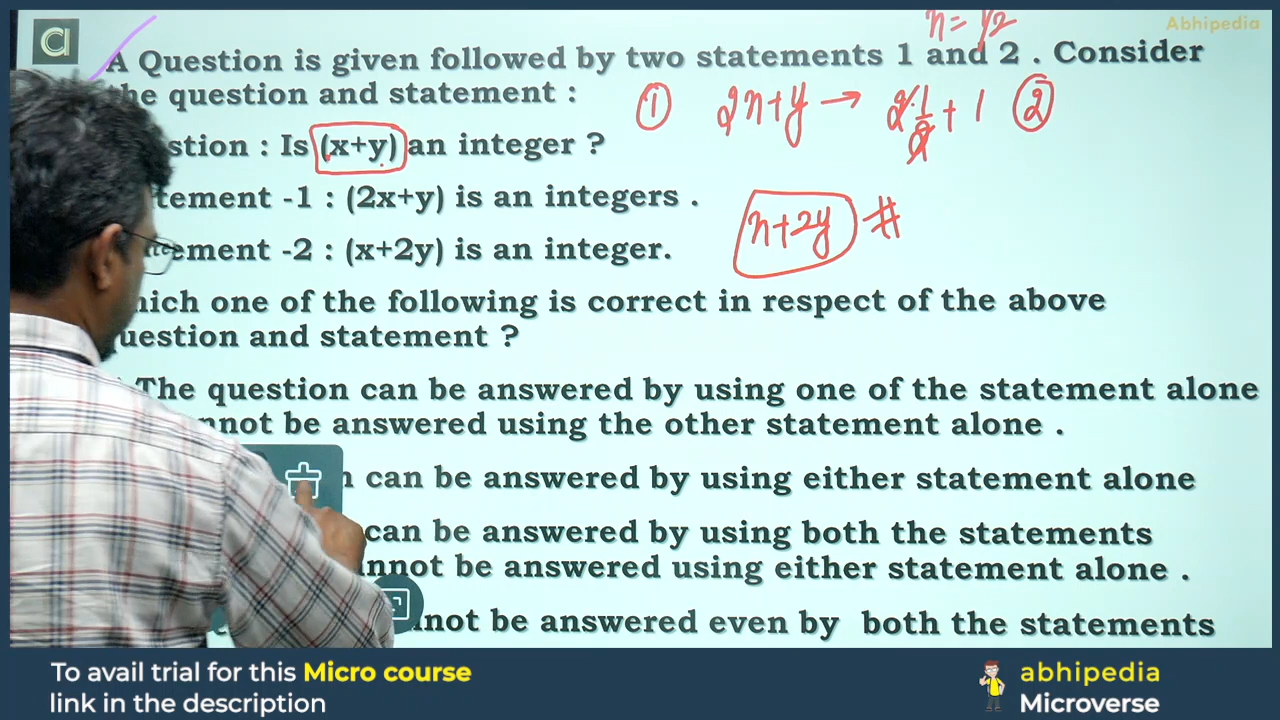 Abhipedia
n = 1/2
A Question is given followed by two statements 1 and 2 . Consider
the question and statement :
① 2n+y → 2·1/2 + 1 ②
stion : Is (x+y) an integer ?
tement -1 : (2x+y) is an integers .
n+2y #
ement -2 : (x+2y) is an integer.
hich one of the following is correct in respect of the above
uestion and statement ?
The question can be answered by using one of the statement alone
nnot be answered using the other statement alone .
n can be answered by using either statement alone
can be answered by using both the statements
nnot be answered using either statement alone .
nnot be answered even by both the statements
To avail trial for this Micro course
link in the description
abhipedia
Microverse